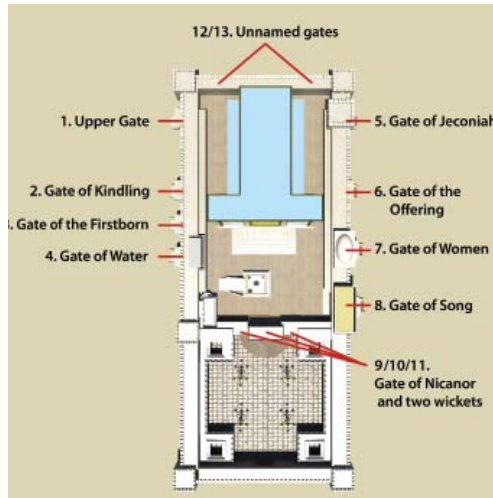 12/13. Unnamed gates
1. Upper Gate
2. Gate of Kindling
3. Gate of the Firstborn
4. Gate of Water
5. Gate of Jeconiah
6. Gate of the
Offering
7. Gate of Women
8. Gate of Song
9/10/11.
Gate of Nicanor
and two wickets